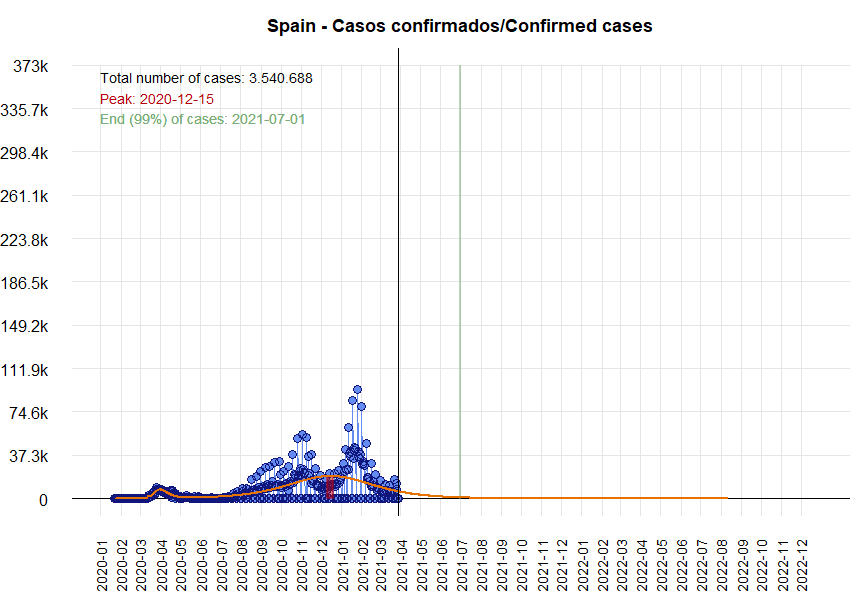 Spain - Casos confirmados/Confirmed cases
373k
Total number of cases: 3.540.688
Peak: 2020-12-15
335.7k
End (99%) of cases: 2021-07-01
298.4k
261.1k
223.8k
186.5k
149.2k
111.9k
74.6k
37.3k
0
2020-01
2020-02
2020-03
2020-04
2020-05
2020-06
2020-07
2020-08
2020-09
2020-10
2020-11
2020-12
2021-01
2021-02
2021-03
2021-04
2021-05
2021-06
2021-07
2021-08
2021-09
2021-10
2021-11
2021-12
2022-01
2022-02
2022-03
2022-04
2022-05
2022-06
2022-07
2022-08
2022-09
2022-10
2022-11
2022-12